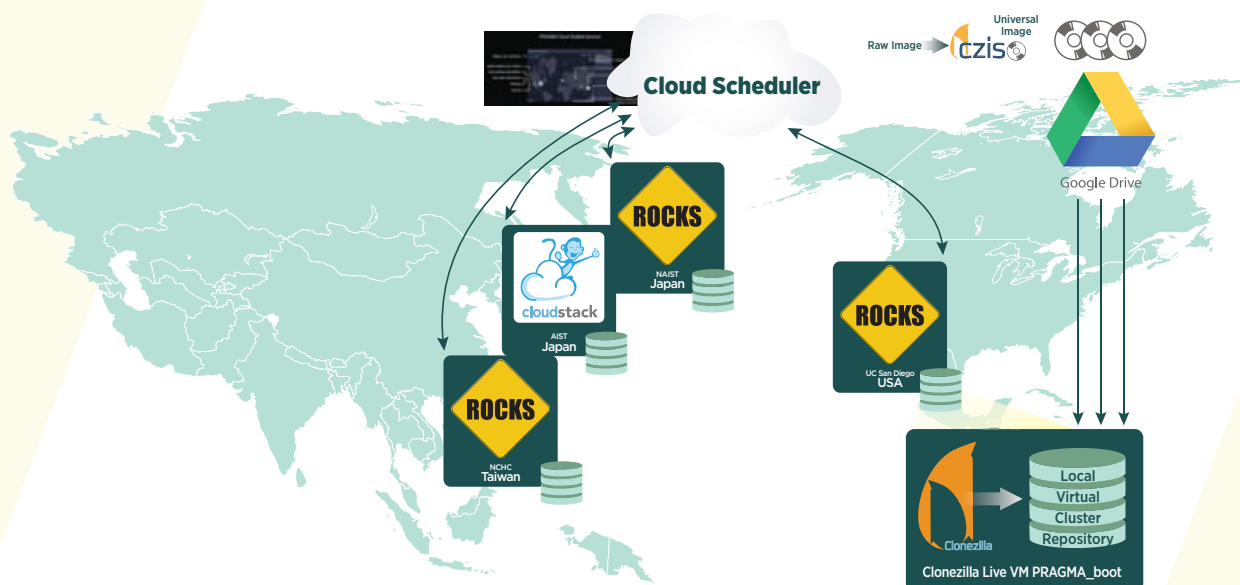 Universal
Image
Raw Image
czis
Cloud Scheduler
Google Drive
ROCKS
NAIST
Japan
cloudstack
AIST
Japan
ROCKS
UC San Diego
USA
ROCKS
NCHC
Taiwan
Local
Virtual
Cluster
Repository
Clonezilla
Clonezilla Live VM PRAGMA_boot